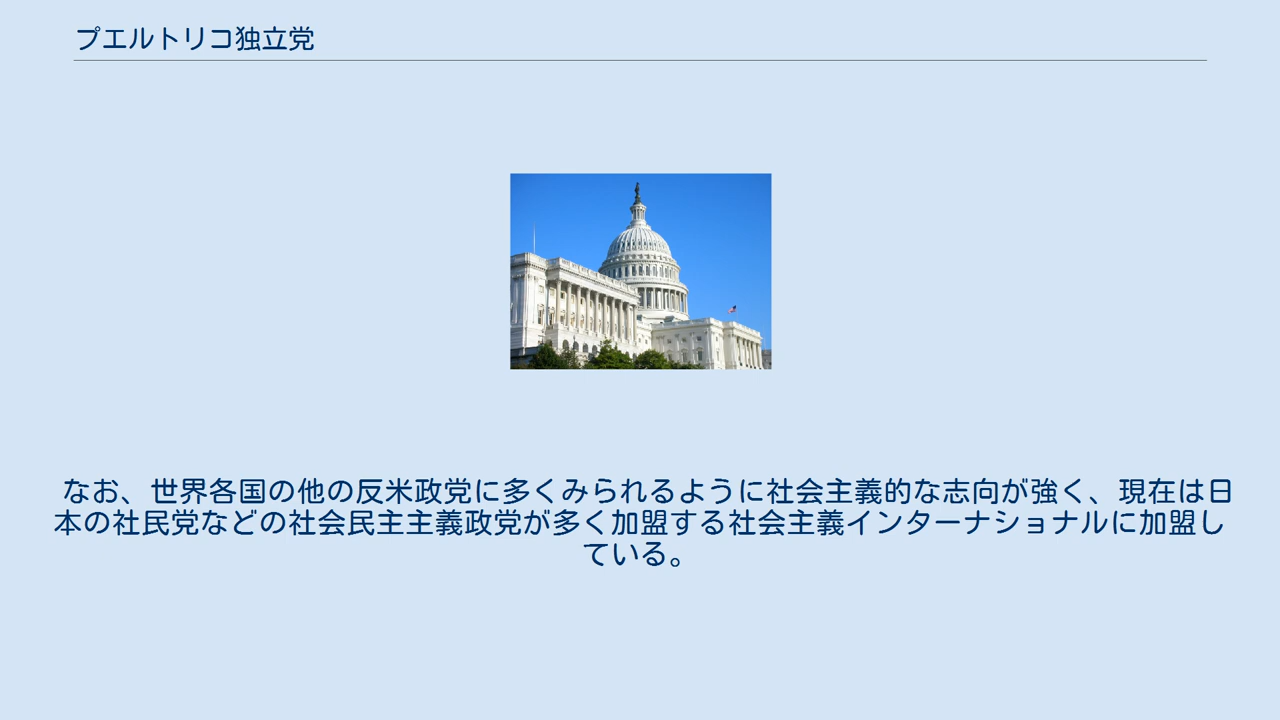 プエルトリコ独立党
なお、世界各国の他の反米政党に多くみられるように社会主義的な志向が強く、現在は日
本の社民党などの社会民主主義政党が多く加盟する社会主義インターナショナルに加盟し
ている。